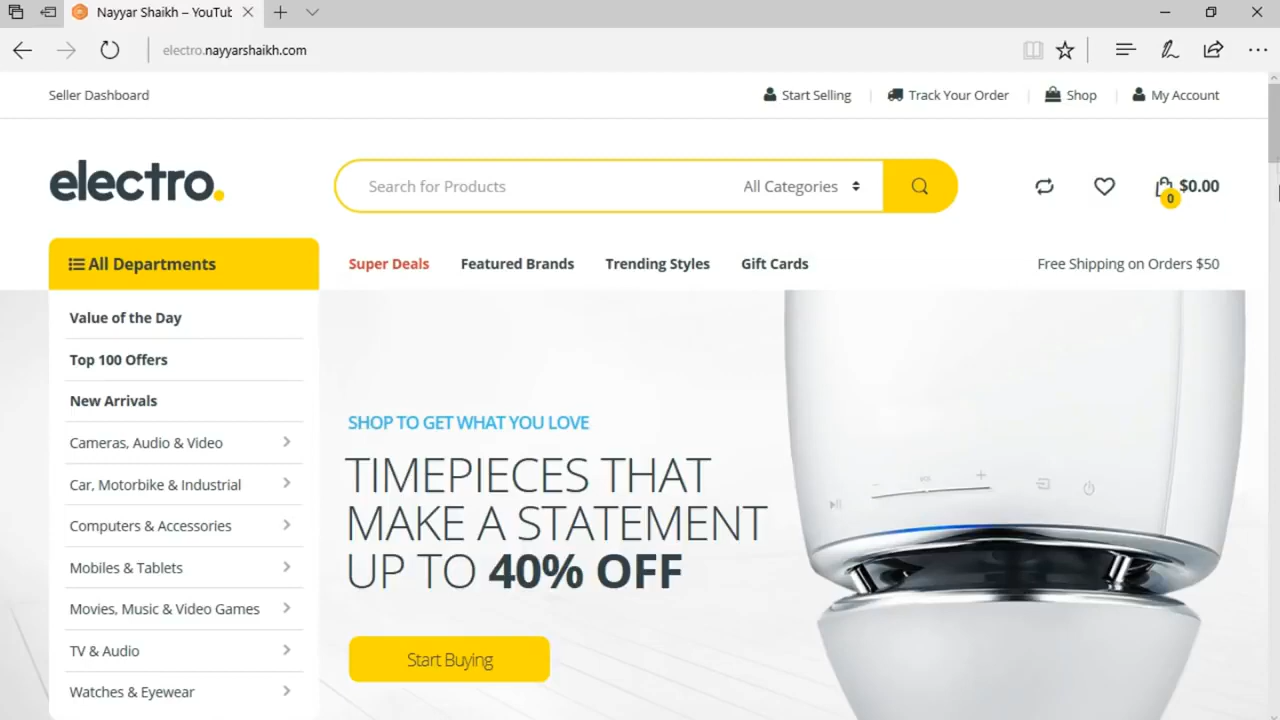 Nayyar Shaikh – YouTub
electro.nayyarshaikh.com
Seller Dashboard
Start Selling
Track Your Order
Shop
My Account
electro.
Search for Products
All Categories
0
$0.00
All Departments
Super Deals
Featured Brands
Trending Styles
Gift Cards
Free Shipping on Orders $50
Value of the Day
Top 100 Offers
New Arrivals
Cameras, Audio & Video
Car, Motorbike & Industrial
Computers & Accessories
Mobiles & Tablets
Movies, Music & Video Games
TV & Audio
Watches & Eyewear
SHOP TO GET WHAT YOU LOVE
TIMEPIECES THAT
MAKE A STATEMENT
UP TO 40% OFF
Start Buying
VOL